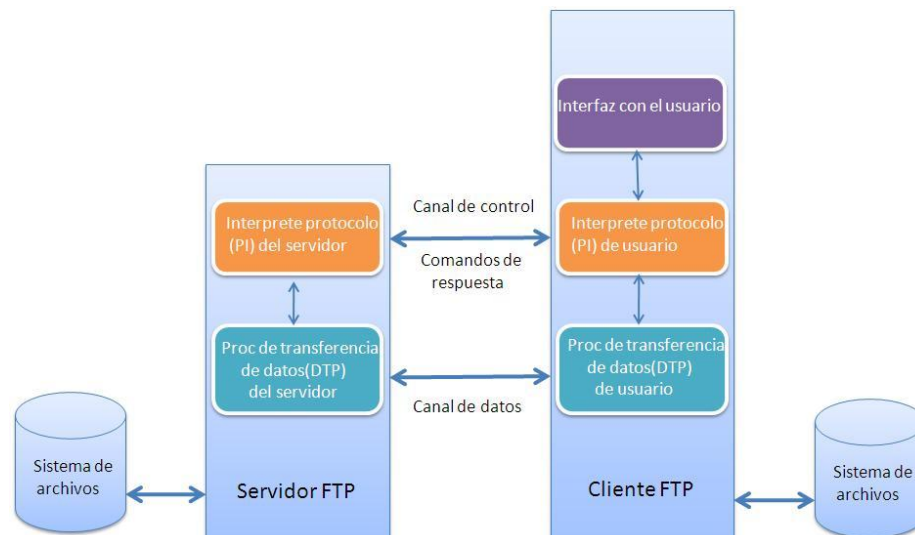 Interfaz con el usuario
Interprete protocolo
(PI) del servidor
Canal de control
Comandos de
respuesta
Interprete protocolo
(PI) de usuario
Proc de transferencia
de datos(DTP)
del servidor
Canal de datos
Proc de transferencia
de datos(DTP)
de usuario
Sistema de
archivos
Servidor FTP
Cliente FTP
Sistema de
archivos